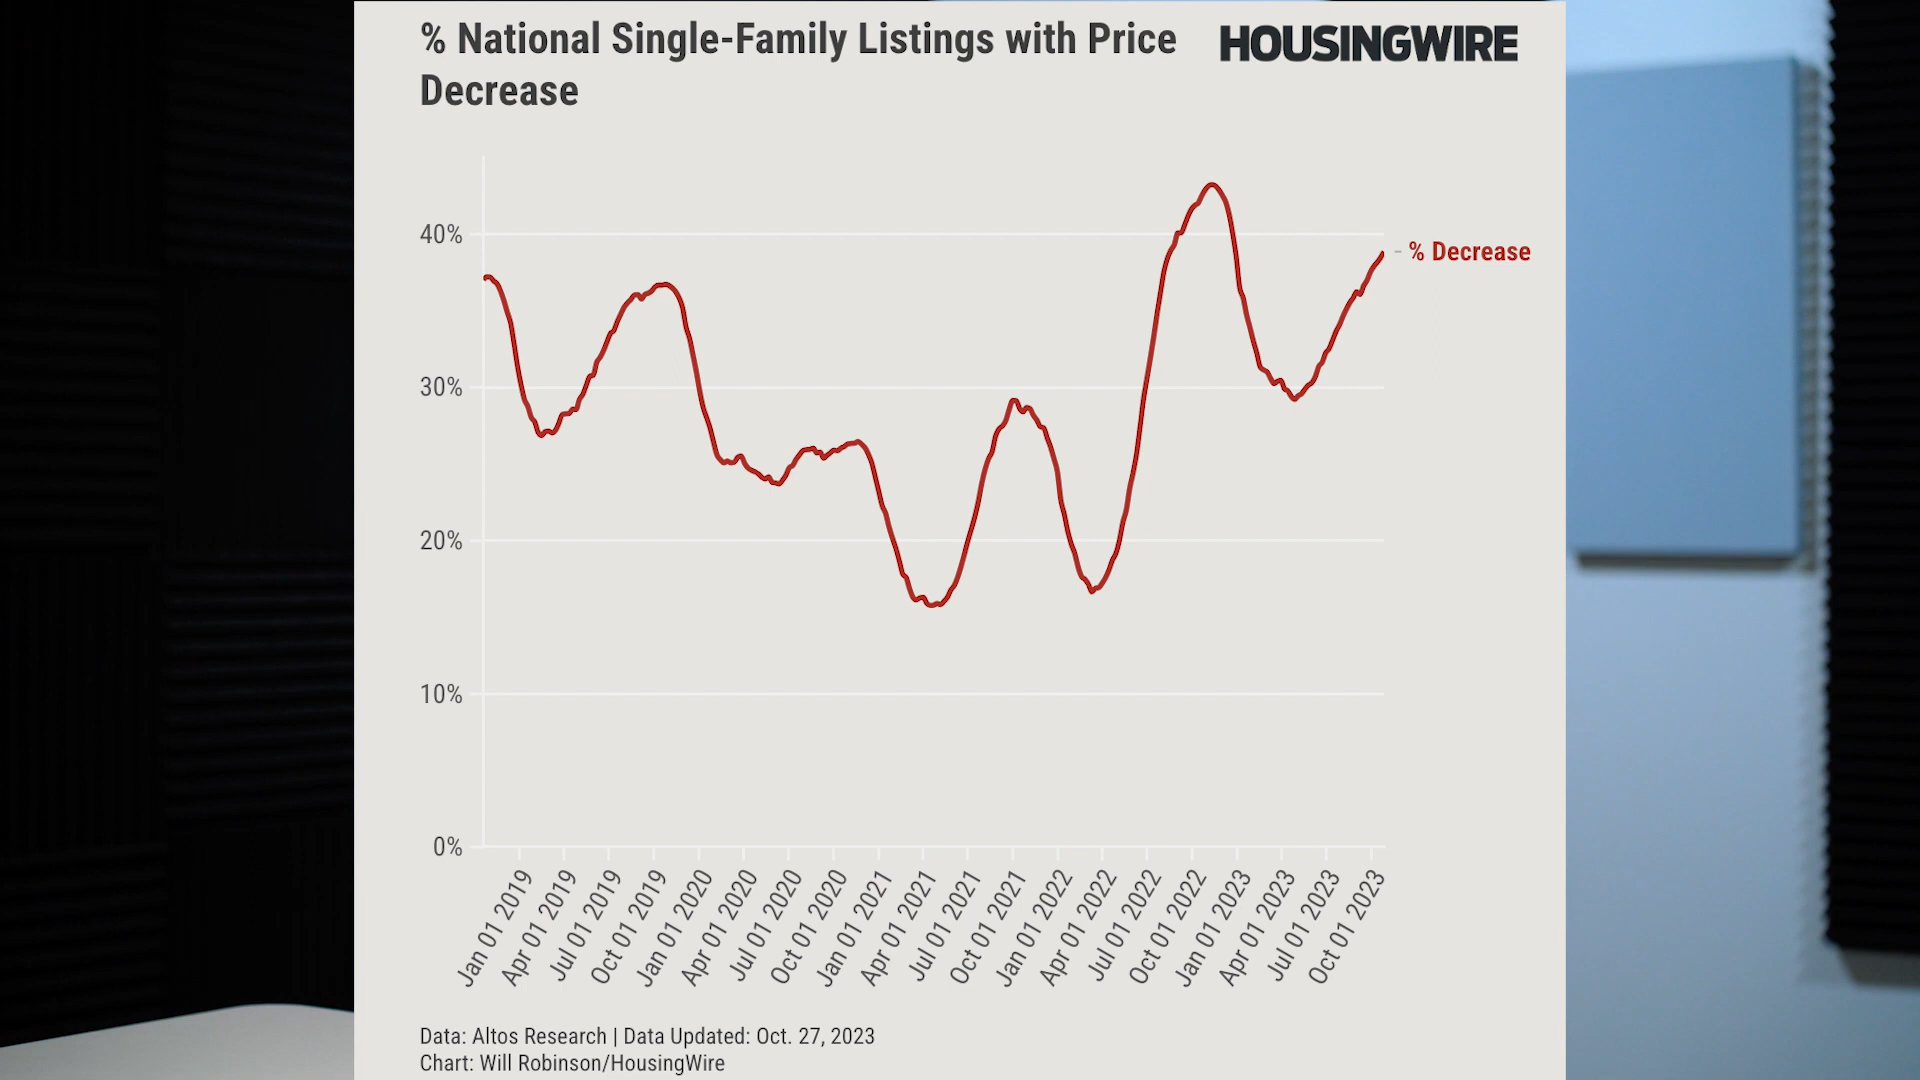 % National Single-Family Listings with Price
Decrease
HOUSINGWIRE
40%
30%
20%
10%
0%
% Decrease
Jan 01 2019
Apr 01 2019
Jul 01 2019
Oct 01 2019
Jan 01 2020
Apr 01 2020
Jul 01 2020
Oct 01 2020
Jan 01 2021
Apr 01 2021
Jul 01 2021
Oct 01 2021
Jan 01 2022
Apr 01 2022
Jul 01 2022
Oct 01 2022
Jan 01 2023
Apr 01 2023
Jul 01 2023
Oct 01 2023
Data: Altos Research | Data Updated: Oct. 27, 2023
Chart: Will Robinson/HousingWire